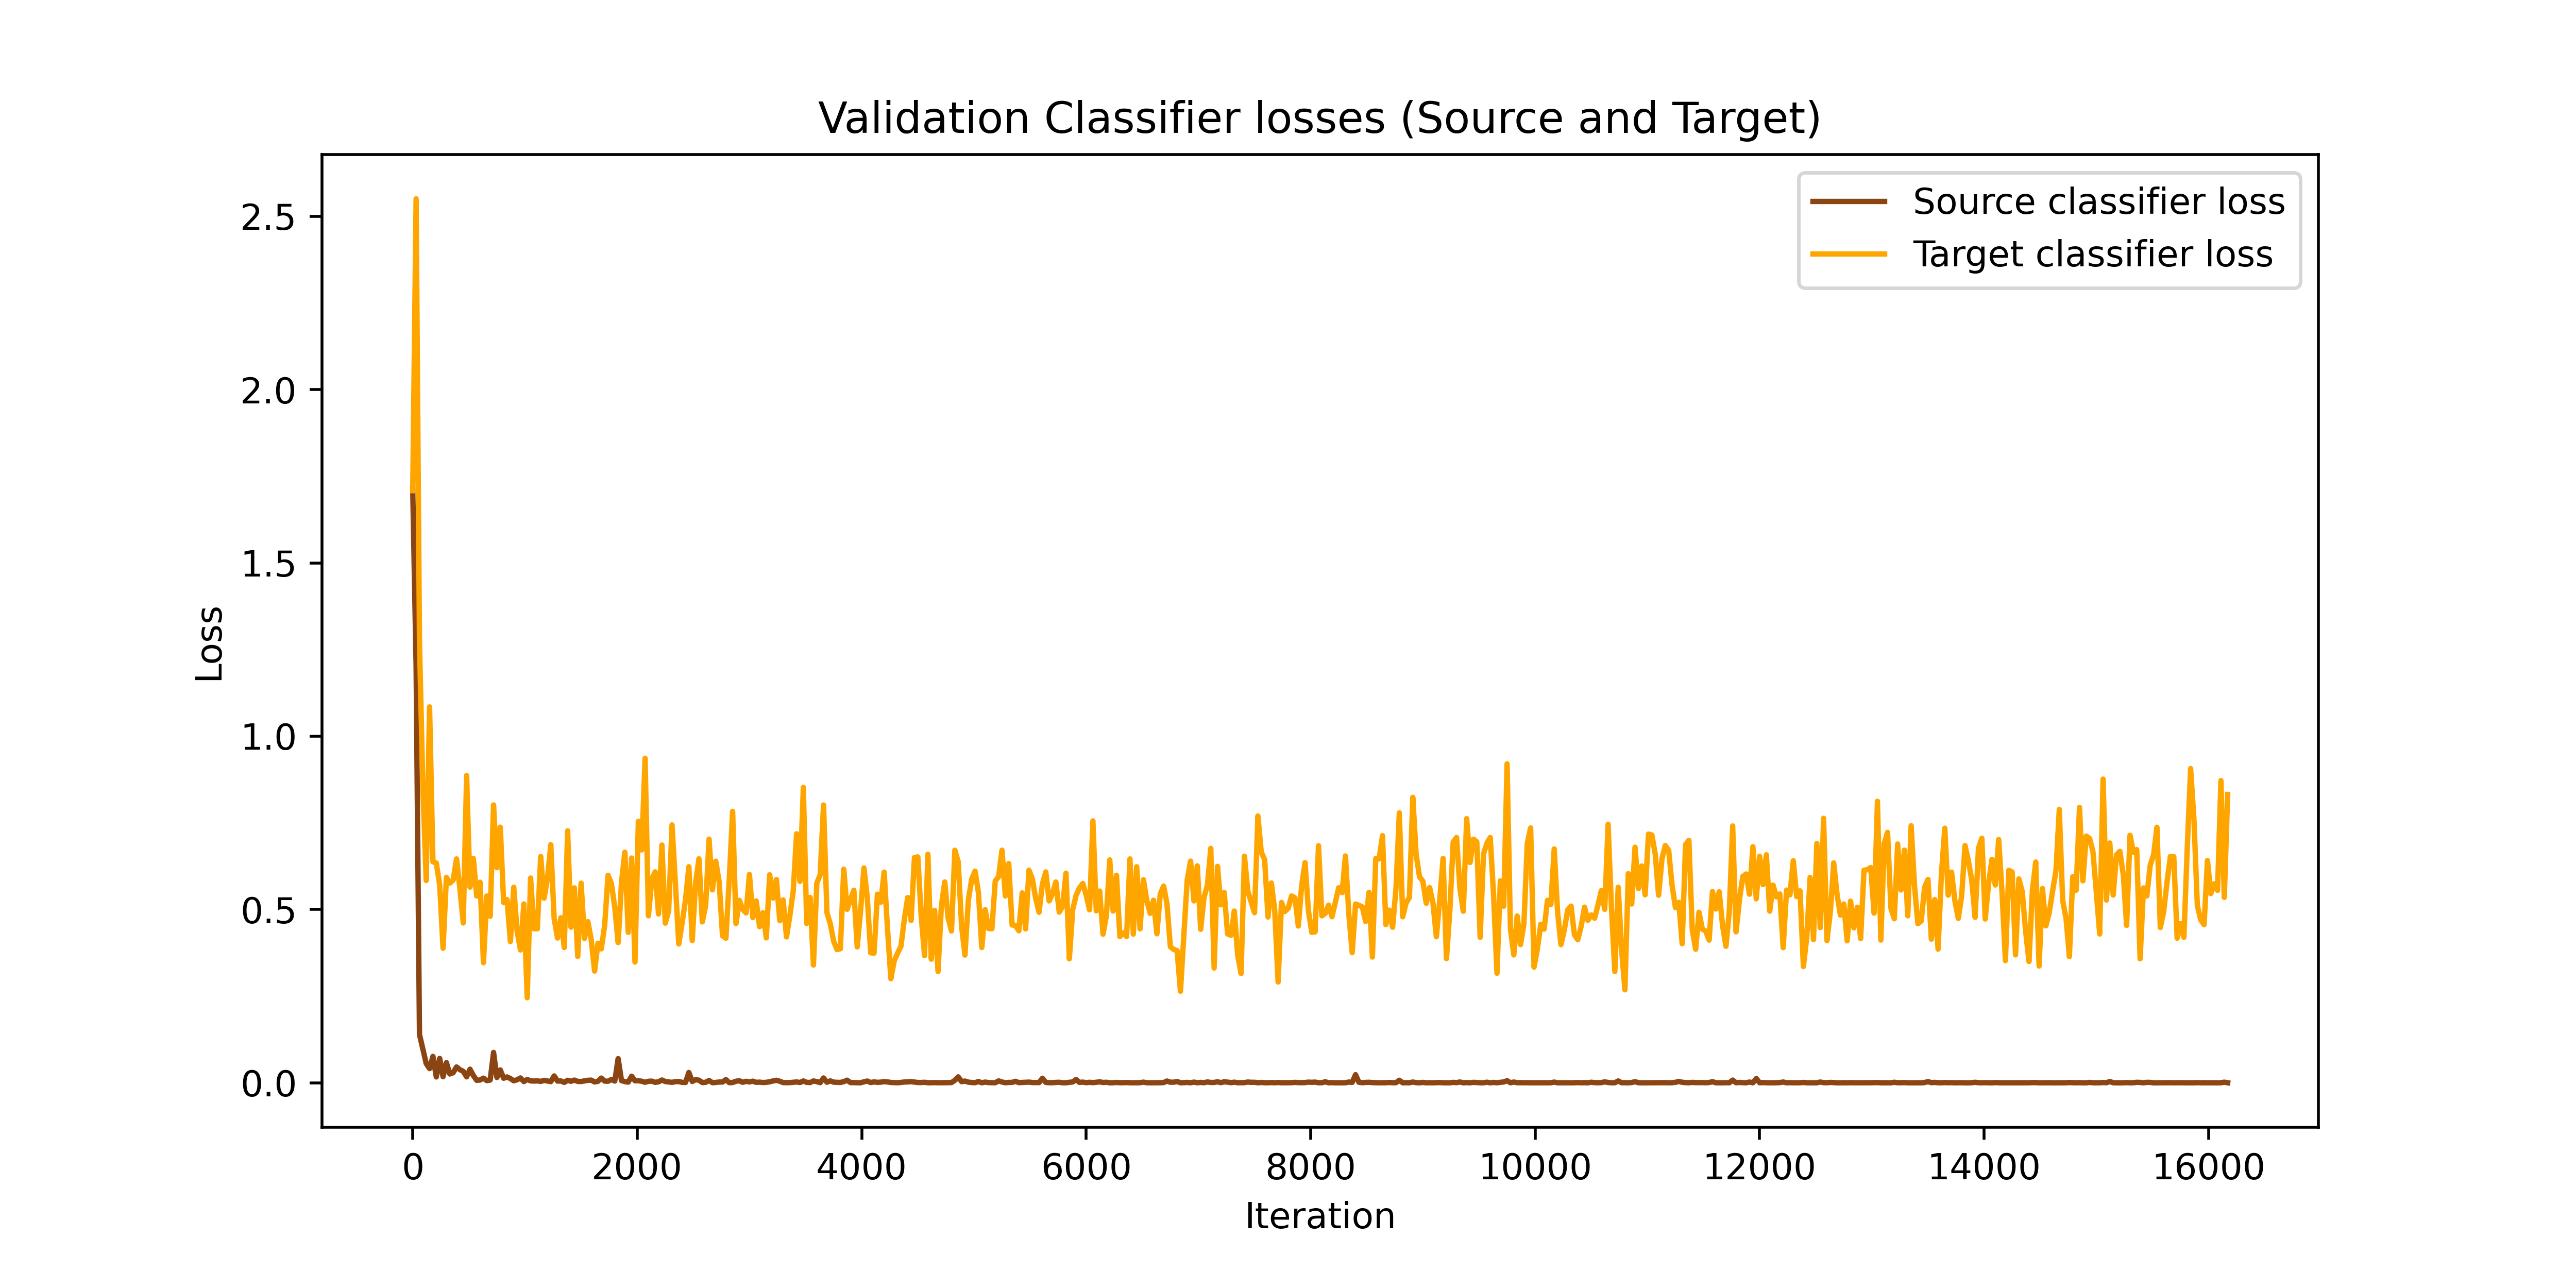 Validation Classifier losses (Source and Target)
Source classifier loss
Target classifier loss
Loss
2.5
2.0
1.5
1.0
0.5
0.0
0 2000 4000 6000 8000 10000 12000 14000 16000
Iteration